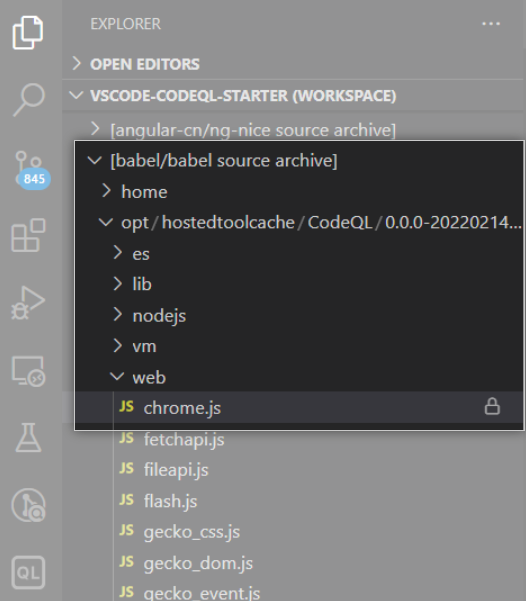 EXPLORER
OPEN EDITORS
VSCODE-CODEQL-STARTER (WORKSPACE)
[angular-cn/ng-nice source archive]
[babel/babel source archive]
home
845
opt/hostedtoolcache/CodeQL/0.0.0-20220214...
es
lib
nodejs
vm
web
JS chrome.js
JS fetchapi.js
JS fileapi.js
JS flash.js
JS gecko_css.js
JS gecko_dom.js
QL
JS gecko_event.js